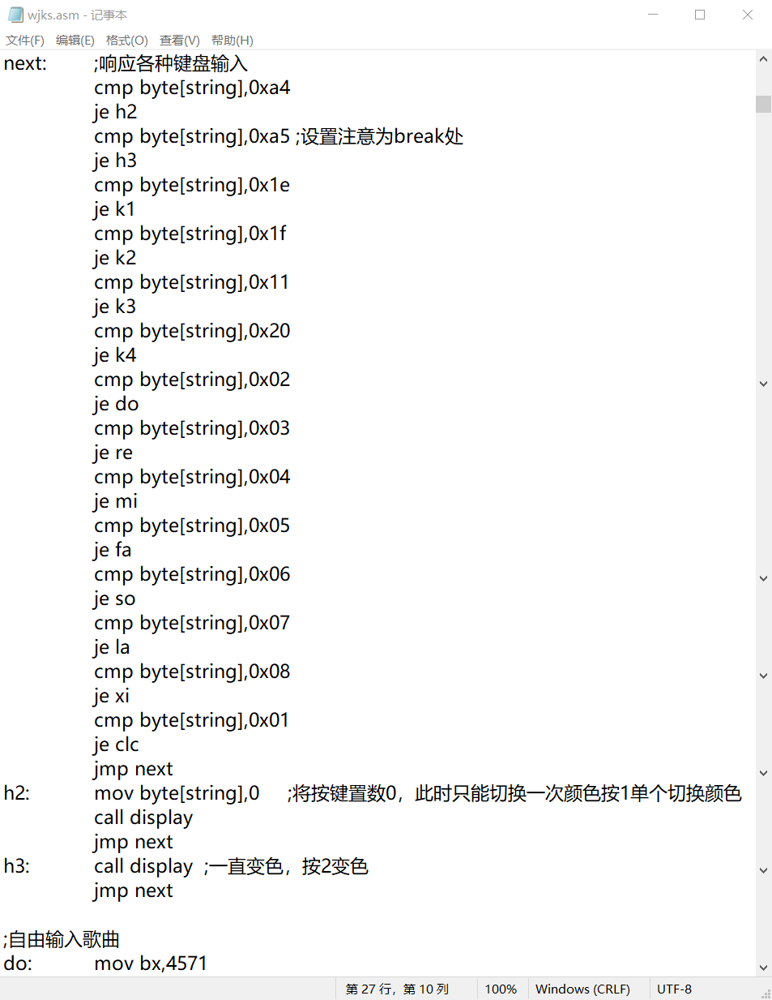 wjks.asm - 记事本
文件(F) 编辑(E) 格式(O) 查看(V) 帮助(H)
next: ;响应各种键盘输入
cmp byte[string],0xa4
je h2
cmp byte[string],0xa5 ;设置注意为break处
je h3
cmp byte[string],0x1e
je k1
cmp byte[string],0x1f
je k2
cmp byte[string],0x11
je k3
cmp byte[string],0x20
je k4
cmp byte[string],0x02
je do
cmp byte[string],0x03
je re
cmp byte[string],0x04
je mi
cmp byte[string],0x05
je fa
cmp byte[string],0x06
je so
cmp byte[string],0x07
je la
cmp byte[string],0x08
je xi
cmp byte[string],0x01
je clc
jmp next
h2: mov byte[string],0 ;将按键置数0，此时只能切换一次颜色按1单个切换颜色
call display
jmp next
h3: call display ;一直变色，按2变色
jmp next
;自由输入歌曲
do: mov bx,4571
第 27 行，第 10 列 100% Windows (CRLF) UTF-8